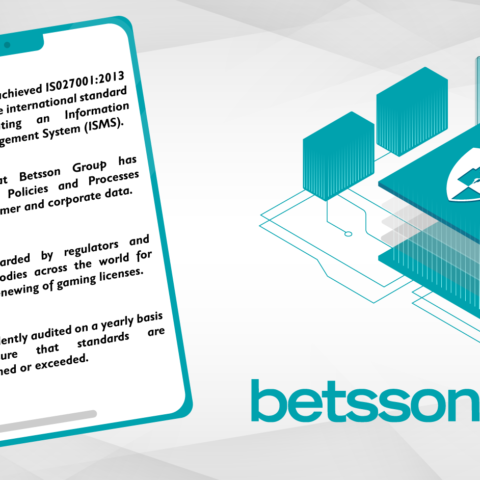 achieved IS027001:2013
e international standard
ting an Information
gement System (ISMS).
at Betsson Group has
Policies and Processes
mer and corporate data.
arded by regulators and
odies across the world for
newing of gaming licenses.
ently audited on a yearly basis
ure that standards are
ned or exceeded.
betsson